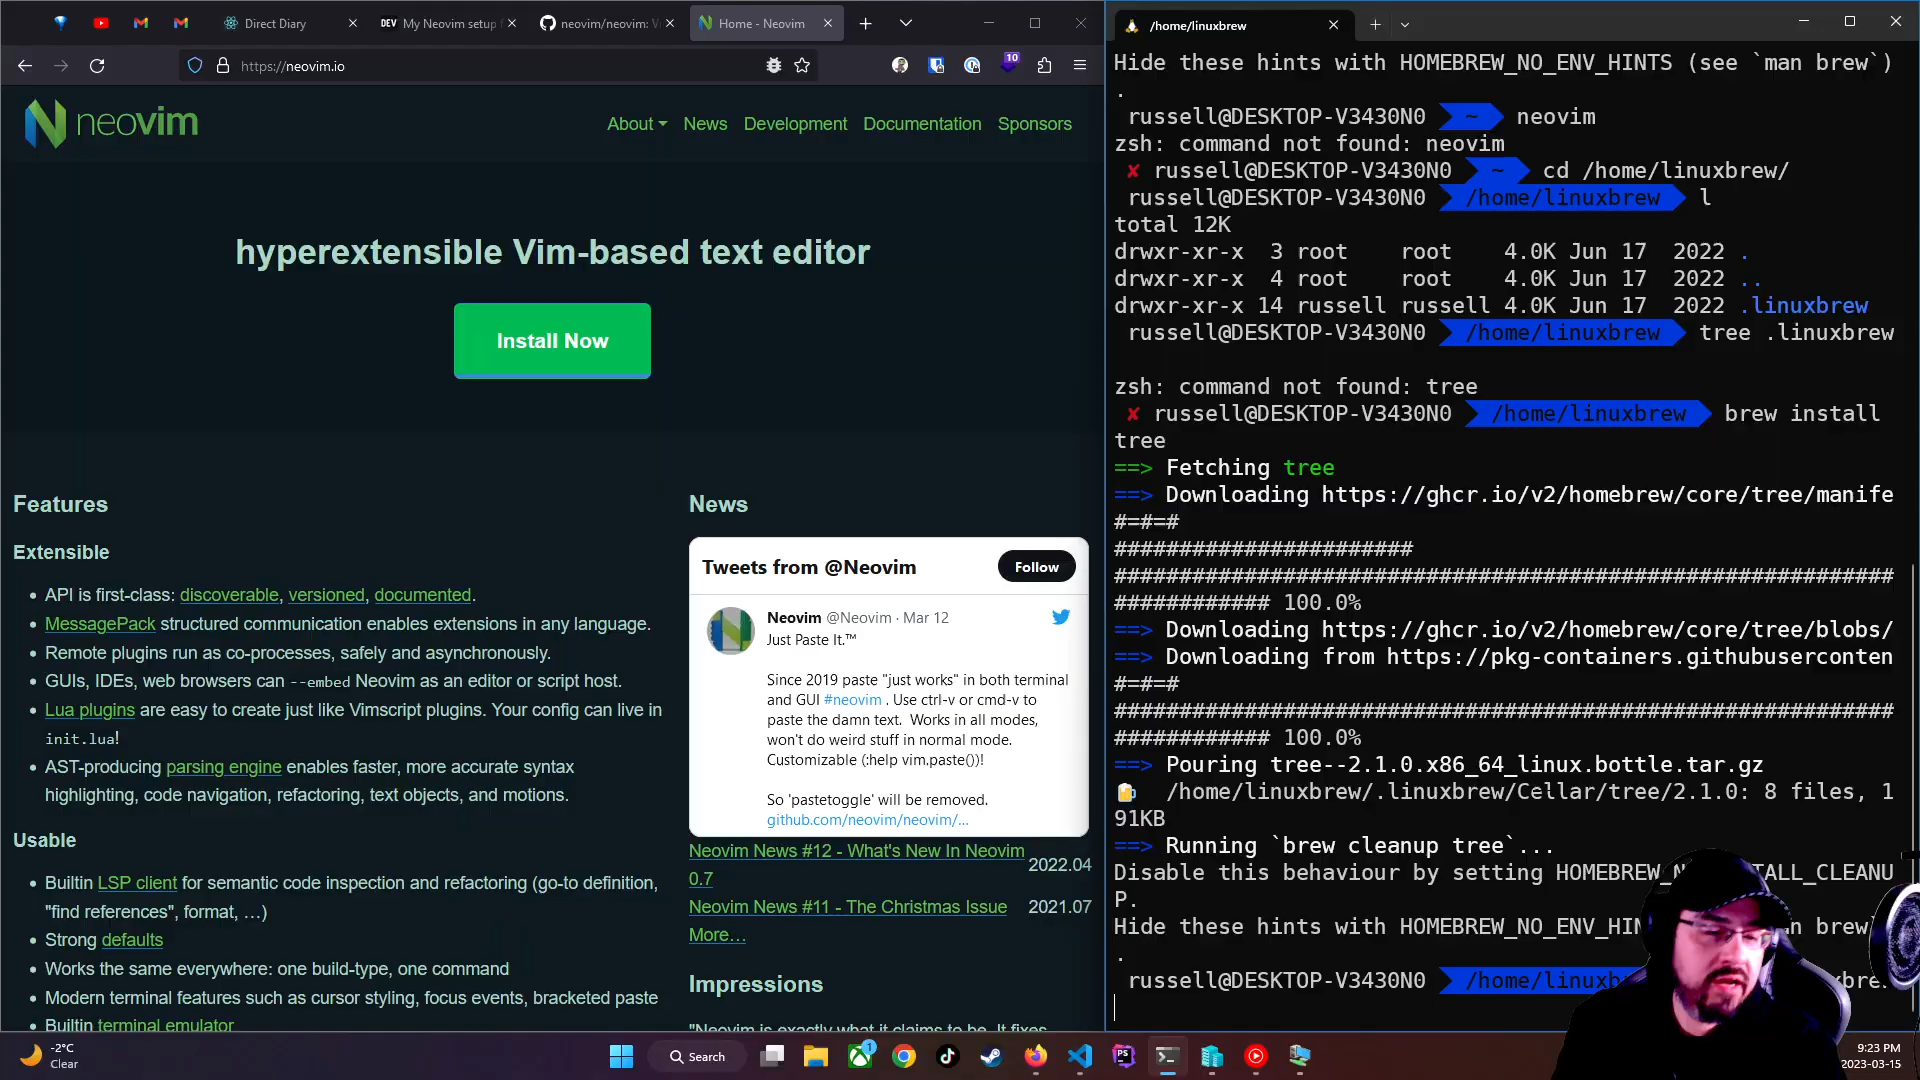 Direct Diary
DEV My Neovim setup f
neovim/neovim: V
Home - Neovim
https://neovim.io
10
neovim
About News Development Documentation Sponsors
hyperextensible Vim-based text editor
Install Now
Features
Extensible
API is first-class: discoverable, versioned, documented.
MessagePack structured communication enables extensions in any language.
Remote plugins run as co-processes, safely and asynchronously.
GUIs, IDEs, web browsers can --embed Neovim as an editor or script host.
Lua plugins are easy to create just like Vimscript plugins. Your config can live in
init.lua!
AST-producing parsing engine enables faster, more accurate syntax
highlighting, code navigation, refactoring, text objects, and motions.
Usable
Builtin LSP client for semantic code inspection and refactoring (go-to definition,
"find references", format, …)
Strong defaults
Works the same everywhere: one build-type, one command
Modern terminal features such as cursor styling, focus events, bracketed paste
Builtin terminal emulator
News
Tweets from @Neovim
Follow
Neovim @Neovim · Mar 12
Just Paste It.™
Since 2019 paste "just works" in both terminal
and GUI #neovim . Use ctrl-v or cmd-v to
paste the damn text. Works in all modes,
won't do weird stuff in normal mode.
Customizable (:help vim.paste())!
So 'pastetoggle' will be removed.
github.com/neovim/neovim/…
Neovim News #12 - What's New In Neovim
0.7
2022.04
Neovim News #11 - The Christmas Issue
2021.07
More…
Impressions
"Neovim is exactly what it claims to be. It fixes
/home/linuxbrew
Hide these hints with HOMEBREW_NO_ENV_HINTS (see `man brew`)
.
russell@DESKTOP-V3430N0 ~ neovim
zsh: command not found: neovim
✘ russell@DESKTOP-V3430N0 ~ cd /home/linuxbrew/
russell@DESKTOP-V3430N0 /home/linuxbrew l
total 12K
drwxr-xr-x 3 root root 4.0K Jun 17 2022 .
drwxr-xr-x 4 root root 4.0K Jun 17 2022 ..
drwxr-xr-x 14 russell russell 4.0K Jun 17 2022 .linuxbrew
russell@DESKTOP-V3430N0 /home/linuxbrew tree .linuxbrew
zsh: command not found: tree
✘ russell@DESKTOP-V3430N0 /home/linuxbrew brew install
tree
==> Fetching tree
==> Downloading https://ghcr.io/v2/homebrew/core/tree/manife
#=#=#
#######################
############################################################
############ 100.0%
==> Downloading https://ghcr.io/v2/homebrew/core/tree/blobs/
==> Downloading from https://pkg-containers.githubuserconten
#=#=#
############################################################
############ 100.0%
==> Pouring tree--2.1.0.x86_64_linux.bottle.tar.gz
/home/linuxbrew/.linuxbrew/Cellar/tree/2.1.0: 8 files, 1
91KB
==> Running `brew cleanup tree`...
Disable this behaviour by setting HOMEBREW_N TALL_CLEANU
P.
Hide these hints with HOMEBREW_NO_ENV_HI n brew
.
russell@DESKTOP-V3430N0 /home/linuxb
-2°C
Clear
Search
1
PS
9:23 PM
2023-03-15